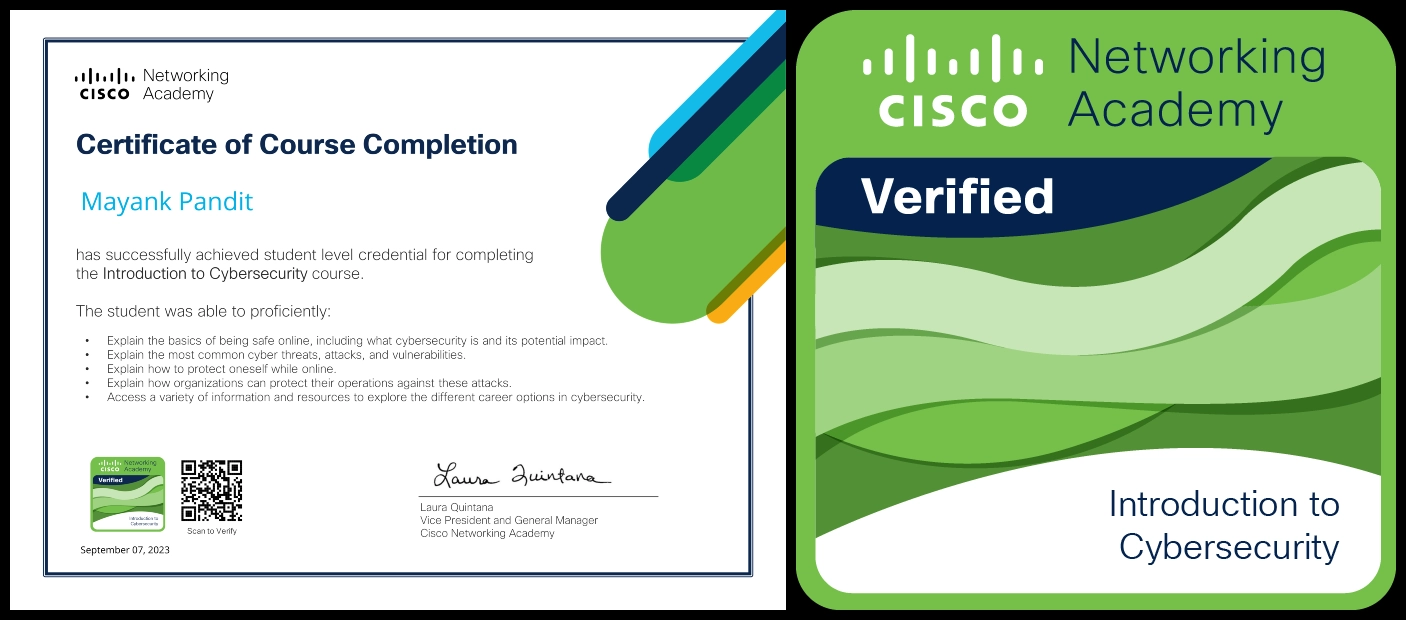 CISCO
Networking
Academy
Certificate of Course Completion
Mayank Pandit
has successfully achieved student level credential for completing
the Introduction to Cybersecurity course.
The student was able to proficiently:
• Explain the basics of being safe online, including what cybersecurity is and its potential impact.
• Explain the most common cyber threats, attacks, and vulnerabilities.
• Explain how to protect oneself while online.
• Explain how organizations can protect their operations against these attacks.
• Access a variety of information and resources to explore the different career options in cybersecurity.
CISCO
Networking
Academy
Verified
Introduction to
Cybersecurity
Scan to Verify
September 07, 2023
Laura Quintana
Laura Quintana
Vice President and General Manager
Cisco Networking Academy
CISCO
Networking
Academy
Verified
Introduction to
Cybersecurity